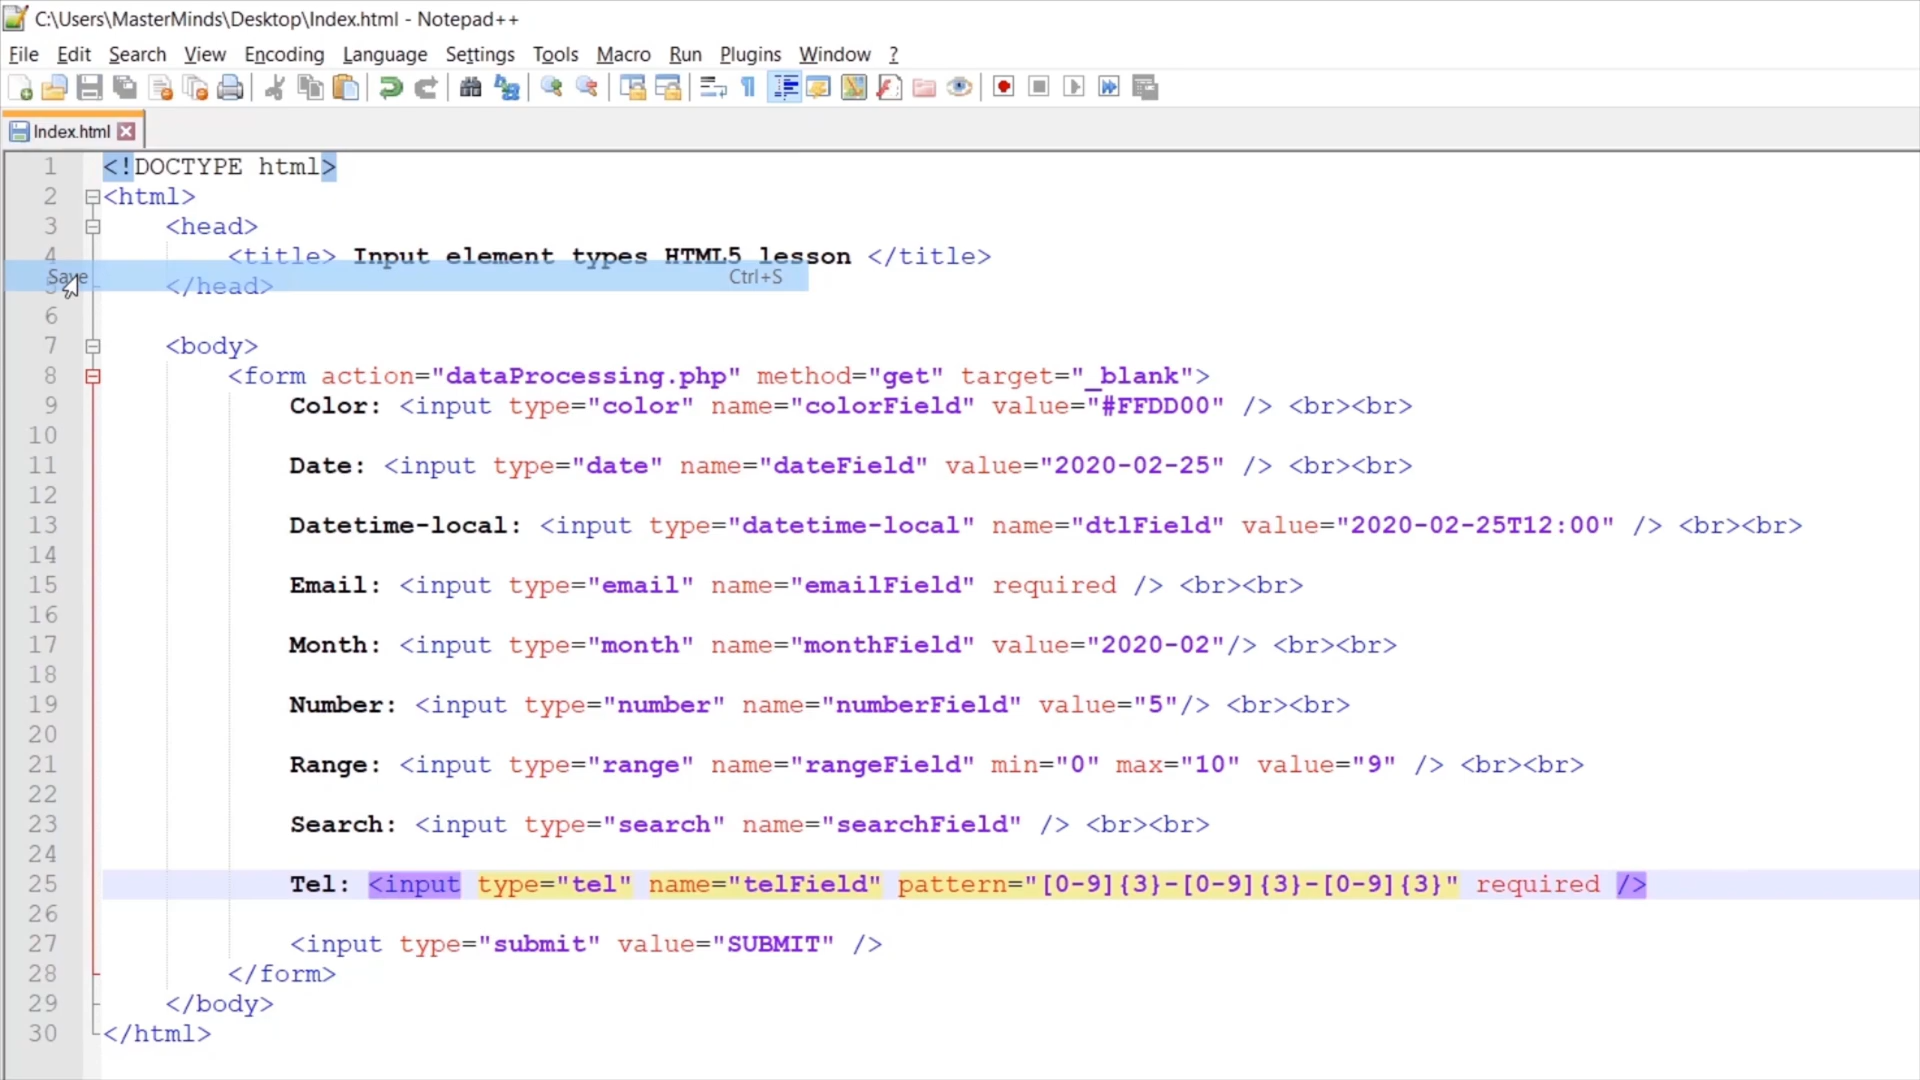 C:\Users\MasterMinds\Desktop\Index.html - Notepad++
File Edit Search View Encoding Language Settings Tools Macro Run Plugins Window ?
Index.html
1 <!DOCTYPE html>
2 <html>
3 <head>
4 <title> Input element types HTML5 lesson </title>
Save Ctrl+S
5 </head>
6
7 <body>
8 <form action="dataProcessing.php" method="get" target="_blank">
9 Color: <input type="color" name="colorField" value="#FFDD00" /> <br><br>
10
11 Date: <input type="date" name="dateField" value="2020-02-25" /> <br><br>
12
13 Datetime-local: <input type="datetime-local" name="dtlField" value="2020-02-25T12:00" /> <br><br>
14
15 Email: <input type="email" name="emailField" required /> <br><br>
16
17 Month: <input type="month" name="monthField" value="2020-02"/> <br><br>
18
19 Number: <input type="number" name="numberField" value="5"/> <br><br>
20
21 Range: <input type="range" name="rangeField" min="0" max="10" value="9" /> <br><br>
22
23 Search: <input type="search" name="searchField" /> <br><br>
24
25 Tel: <input type="tel" name="telField" pattern="[0-9]{3}-[0-9]{3}-[0-9]{3}" required />
26
27 <input type="submit" value="SUBMIT" />
28 </form>
29 </body>
30 </html>